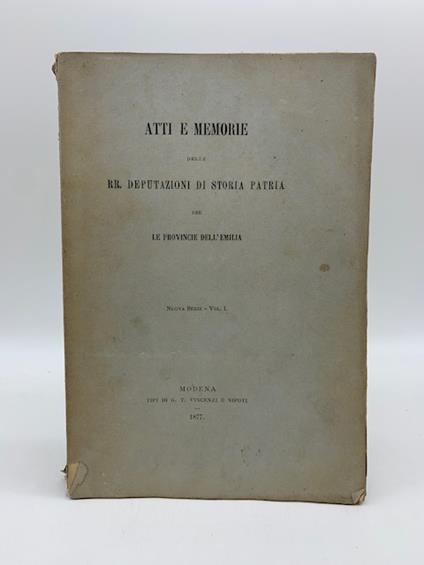 ATTI E MEMORIE
DELLE
RR. DEPUTAZIONI DI STORIA PATRIA
PER
LE PROVINCIE DELL'EMILIA
NUOVA SERIE - VOL. I.
MODENA
TIPI DI G. T. VINCENZI E NIPOTI
1877.